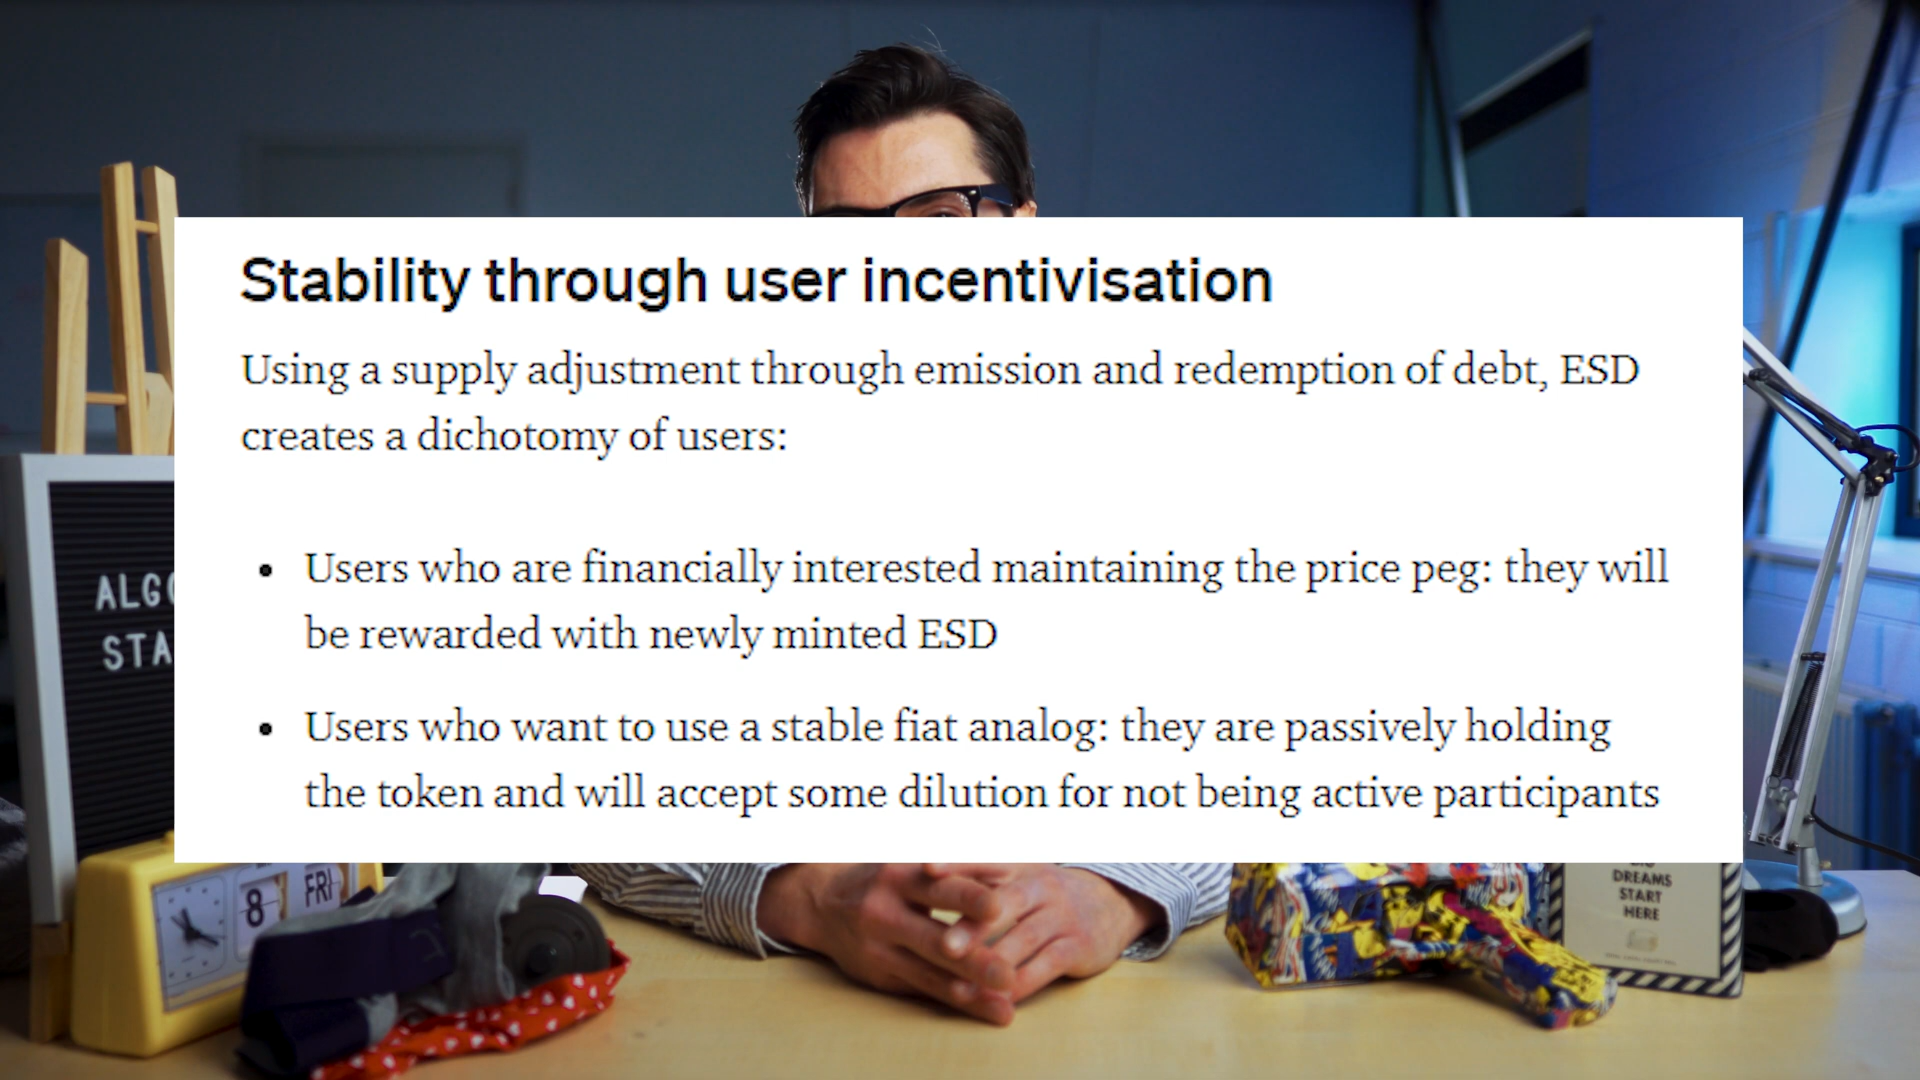 Stability through user incentivisation
Using a supply adjustment through emission and redemption of debt, ESD
creates a dichotomy of users:
• Users who are financially interested maintaining the price peg: they will
be rewarded with newly minted ESD
• Users who want to use a stable fiat analog: they are passively holding
the token and will accept some dilution for not being active participants
ALGO
STA
8
FRI
DREAMS
START
HERE